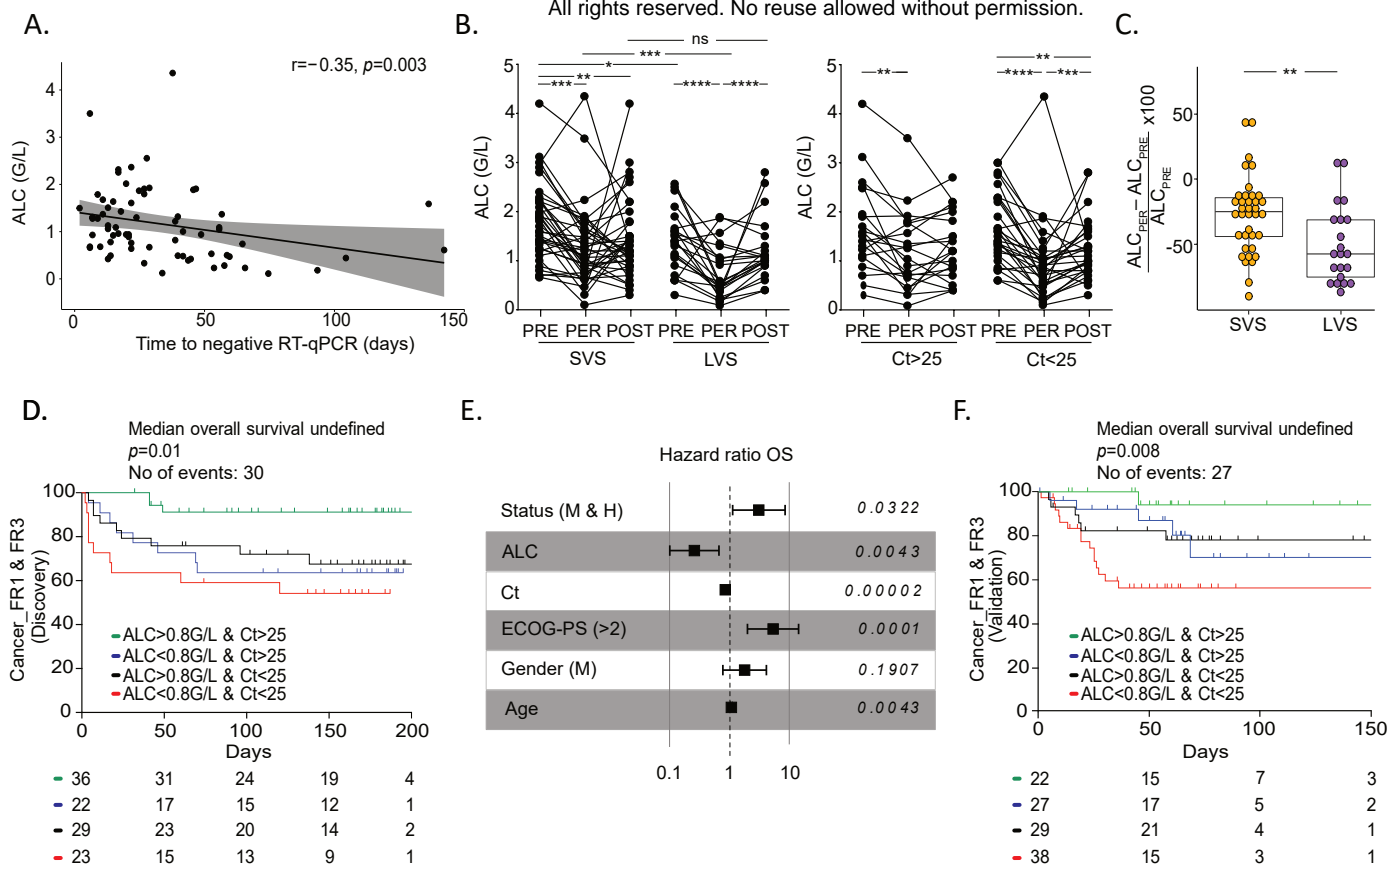 All rights reserved. No reuse allowed without permission.
A.
r=−0.35, p=0.003
ALC (G/L)
4
3
2
1
0
0 50 100 150
Time to negative RT-qPCR (days)
B.
ns
***
*
**
*** **** ****
ALC (G/L)
5
4
3
2
1
0
PRE PER POST PRE PER POST
SVS LVS
**
** **** ***
ALC (G/L)
5
4
3
2
1
0
PRE PER POST PRE PER POST
Ct>25 Ct<25
C.
**
ALC PER − ALC PRE x100
ALC PRE
50
0
−50
SVS LVS
D.
Median overall survival undefined
p=0.01
No of events: 30
Cancer_FR1 & FR3
(Discovery)
100
80
60
40
20
0
ALC>0.8G/L & Ct>25
ALC<0.8G/L & Ct>25
ALC>0.8G/L & Ct<25
ALC<0.8G/L & Ct<25
0 50 100 150 200
Days
36 31 24 19 4
22 17 15 12 1
29 23 20 14 2
23 15 13 9 1
E.
Hazard ratio OS
Status (M & H) 0.0322
ALC 0.0043
Ct 0.00002
ECOG-PS (>2) 0.0001
Gender (M) 0.1907
Age 0.0043
0.1 1 10
F.
Median overall survival undefined
p=0.008
No of events: 27
Cancer_FR1 & FR3
(Validation)
100
80
60
40
20
0
ALC>0.8G/L & Ct>25
ALC<0.8G/L & Ct>25
ALC>0.8G/L & Ct<25
ALC<0.8G/L & Ct<25
0 50 100 150
Days
22 15 7 3
27 17 5 2
29 21 4 1
38 15 3 1